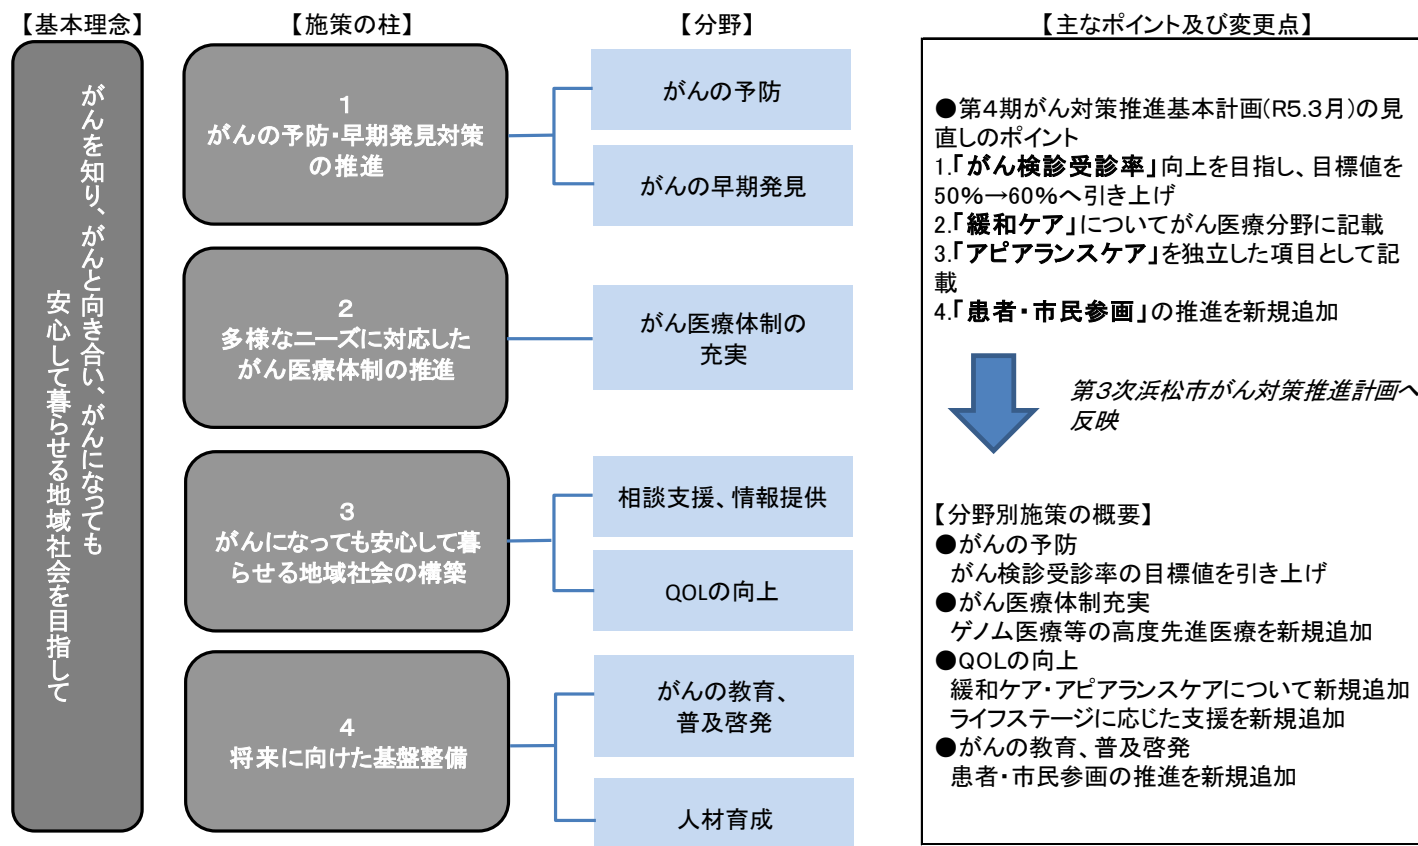 【基本理念】
がんを知り、がんと向き合い、がんになっても
安心して暮らせる地域社会を目指して
【施策の柱】
1
がんの予防・早期発見対策
の推進
2
多様なニーズに対応した
がん医療体制の推進
3
がんになっても安心して暮
らせる地域社会の構築
4
将来に向けた基盤整備
【分野】
がんの予防
がんの早期発見
がん医療体制の
充実
相談支援、情報提供
QOLの向上
がんの教育、
普及啓発
人材育成
【主なポイント及び変更点】
●第4期がん対策推進基本計画(R5.3月)の見
直しのポイント
1.「がん検診受診率」向上を目指し、目標値を
50%→60%へ引き上げ
2.「緩和ケア」についてがん医療分野に記載
3.「アピアランスケア」を独立した項目として記
載
4.「患者・市民参画」の推進を新規追加
第3次浜松市がん対策推進計画へ
反映
【分野別施策の概要】
●がんの予防
がん検診受診率の目標値を引き上げ
●がん医療体制充実
ゲノム医療等の高度先進医療を新規追加
●QOLの向上
緩和ケア・アピアランスケアについて新規追加
ライフステージに応じた支援を新規追加
●がんの教育、普及啓発
患者・市民参画の推進を新規追加